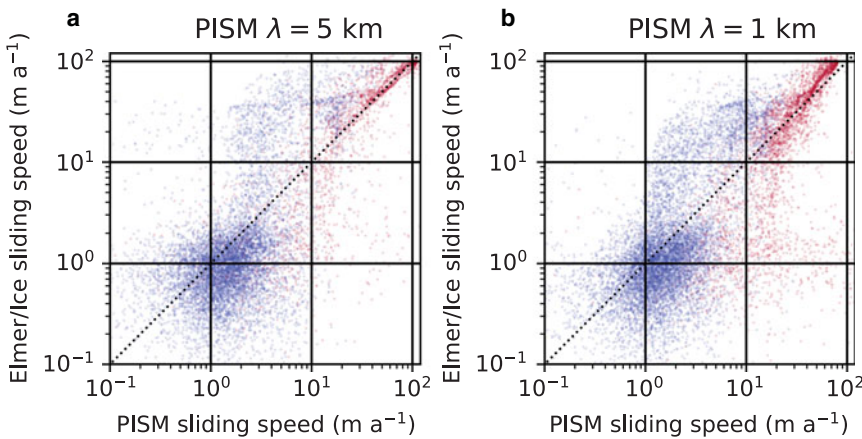 a PISM λ = 5 km
Elmer/Ice sliding speed (m a⁻¹)
10²
10¹
10⁰
10⁻¹
10⁻¹ 10⁰ 10¹ 10²
PISM sliding speed (m a⁻¹)
b PISM λ = 1 km
Elmer/Ice sliding speed (m a⁻¹)
10²
10¹
10⁰
10⁻¹
10⁻¹ 10⁰ 10¹ 10²
PISM sliding speed (m a⁻¹)